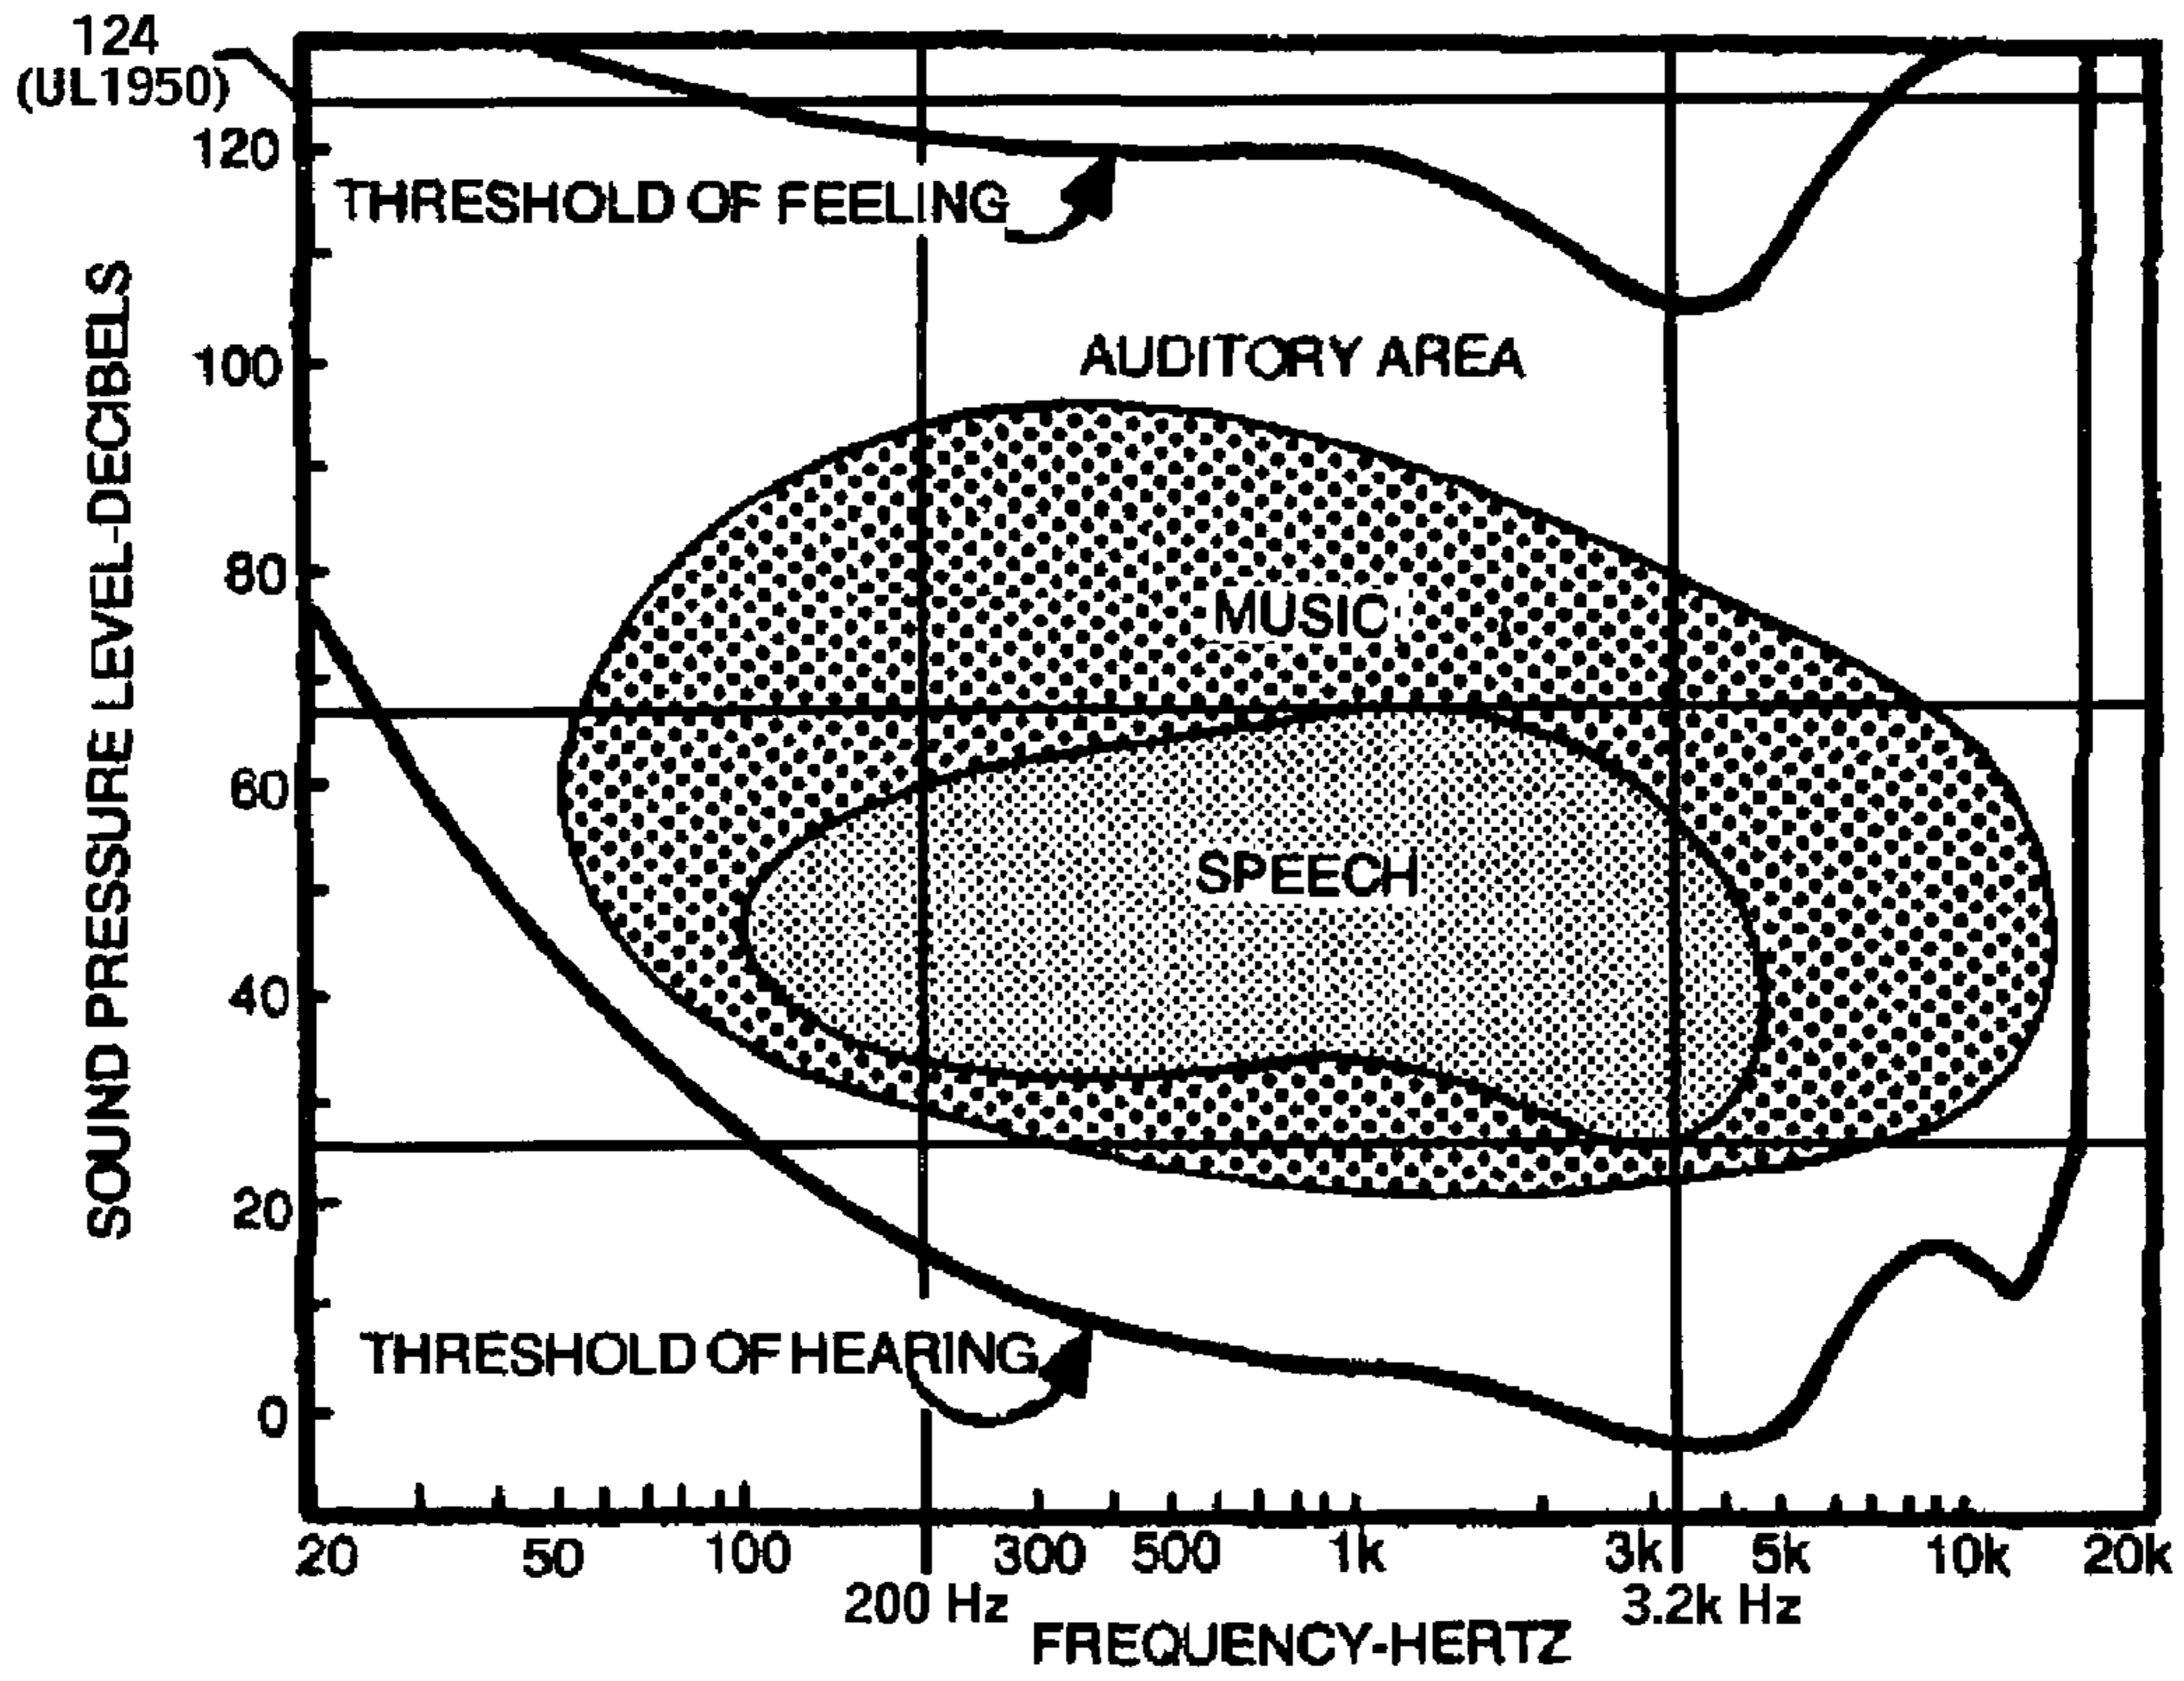 124
(UL1950)
120
THRESHOLD OF FEELING
100
AUDITORY AREA
80
MUSIC
60
SPEECH
40
20
THRESHOLD OF HEARING
0
SOUND PRESSURE LEVEL-DECIBELS
20 50 100 300 500 1k 3k 5k 10k 20k
200 Hz 3.2k Hz
FREQUENCY-HERTZ